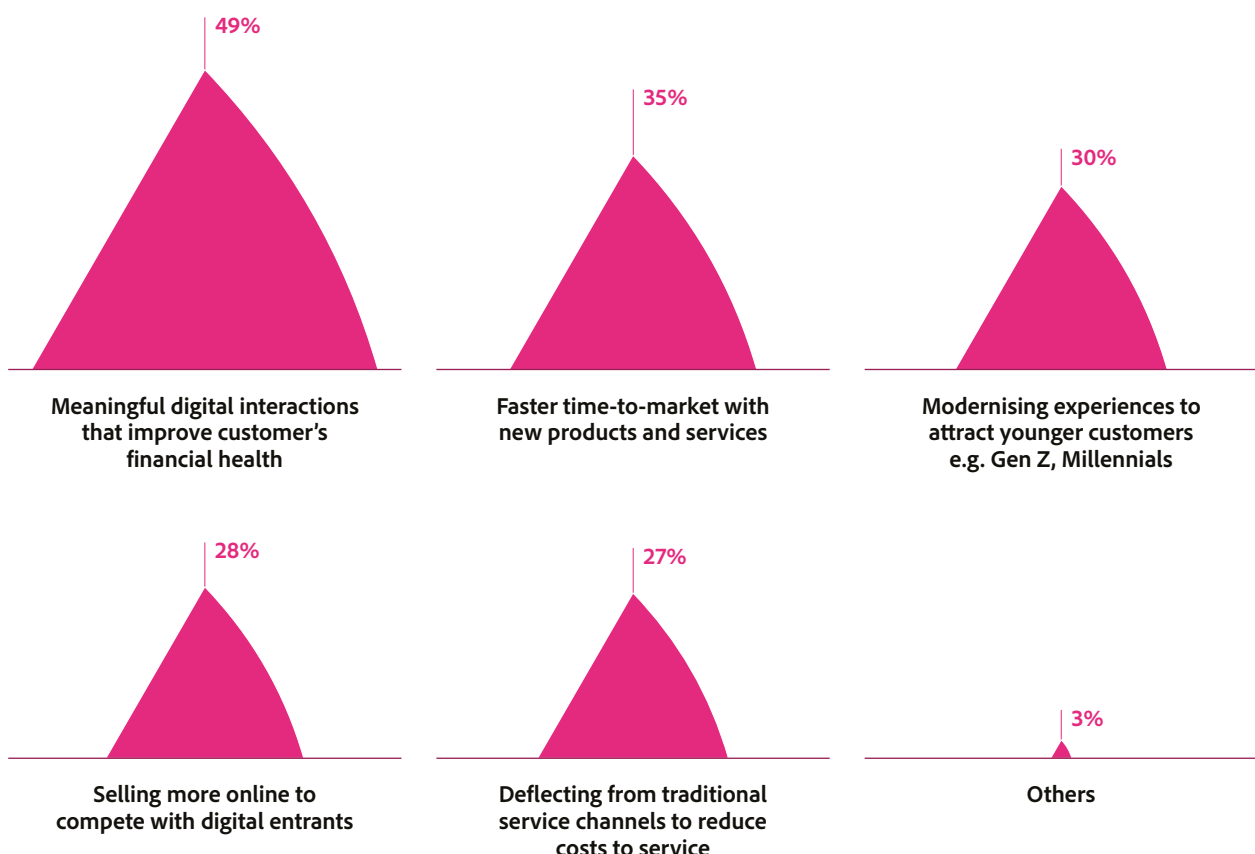 49%
Meaningful digital interactions
that improve customer's
financial health
35%
Faster time-to-market with
new products and services
30%
Modernising experiences to
attract younger customers
e.g. Gen Z, Millennials
28%
Selling more online to
compete with digital entrants
27%
Deflecting from traditional
service channels to reduce
costs to service
3%
Others